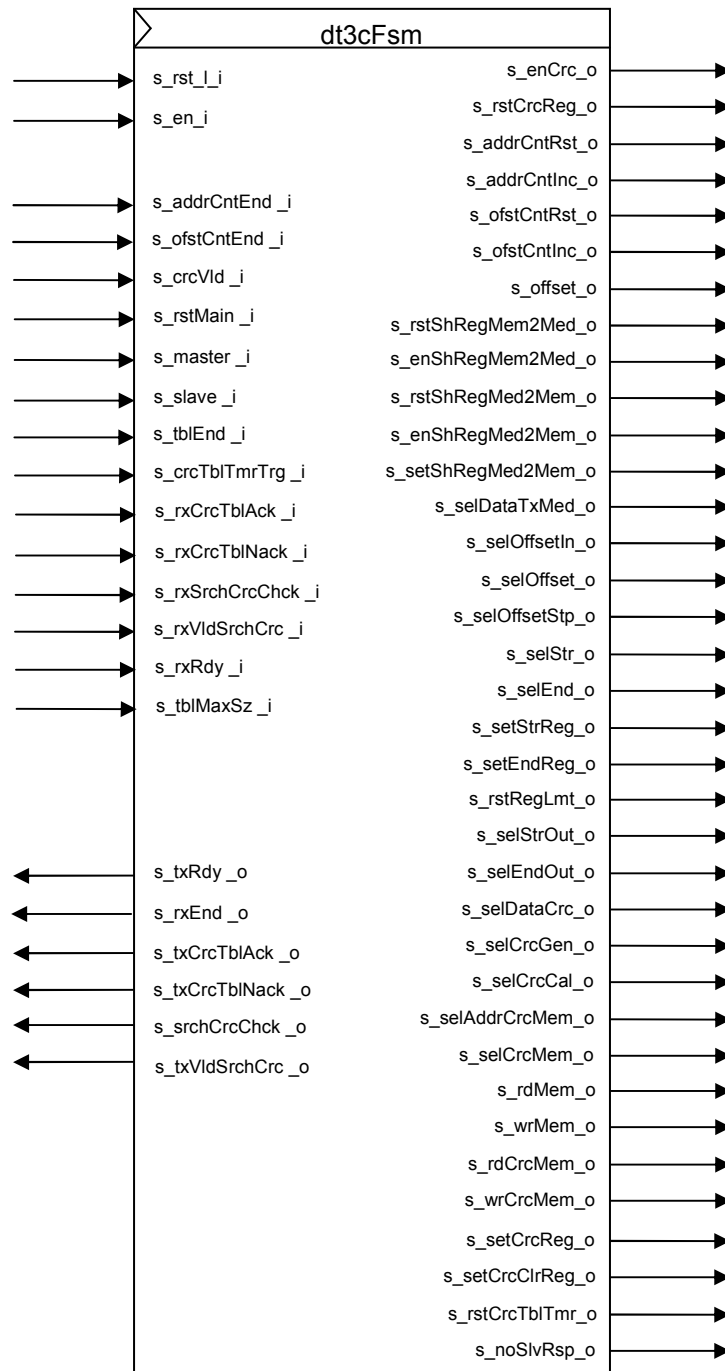 dt3cFsm
s_rst_l_i
s_en_i
s_addrCntEnd _i
s_ofstCntEnd _i
s_crcVld _i
s_rstMain _i
s_master _i
s_slave _i
s_tblEnd _i
s_crcTblTmrTrg _i
s_rxCrcTblAck _i
s_rxCrcTblNack _i
s_rxSrchCrcChck _i
s_rxVldSrchCrc _i
s_rxRdy _i
s_tblMaxSz _i
s_txRdy _o
s_rxEnd _o
s_txCrcTblAck _o
s_txCrcTblNack _o
s_srchCrcChck _o
s_txVldSrchCrc _o
s_enCrc_o
s_rstCrcReg_o
s_addrCntRst_o
s_addrCntInc_o
s_ofstCntRst_o
s_ofstCntInc_o
s_offset_o
s_rstShRegMem2Med_o
s_enShRegMem2Med_o
s_rstShRegMed2Mem_o
s_enShRegMed2Mem_o
s_setShRegMed2Mem_o
s_selDataTxMed_o
s_selOffsetIn_o
s_selOffset_o
s_selOffsetStp_o
s_selStr_o
s_selEnd_o
s_setStrReg_o
s_setEndReg_o
s_rstRegLmt_o
s_selStrOut_o
s_selEndOut_o
s_selDataCrc_o
s_selCrcGen_o
s_selCrcCal_o
s_selAddrCrcMem_o
s_selCrcMem_o
s_rdMem_o
s_wrMem_o
s_rdCrcMem_o
s_wrCrcMem_o
s_setCrcReg_o
s_setCrcClrReg_o
s_rstCrcTblTmr_o
s_noSlvRsp_o